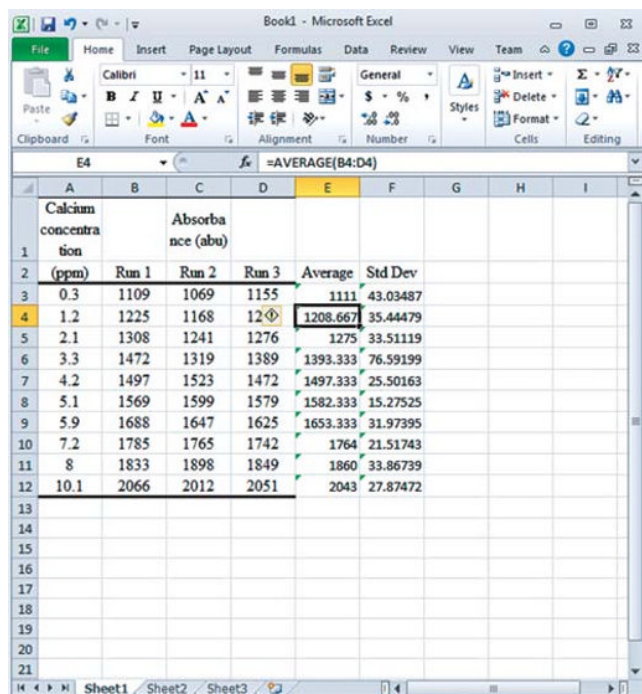 Book1 - Microsoft Excel
File Home Insert Page Layout Formulas Data Review View Team
Paste
Calibri 11
General
Styles
Insert
Delete
Format
B I U A A
$ % ,
Clipboard Font Alignment Number Cells Editing
E4 fx =AVERAGE(B4:D4)
A B C D E F G H I
1 Calcium
concentra
tion
Absorba
nce (abu)
2 (ppm) Run 1 Run 2 Run 3 Average Std Dev
3 0.3 1109 1069 1155 1111 43.03487
4 1.2 1225 1168 12 1208.667 35.44479
5 2.1 1308 1241 1276 1275 33.51119
6 3.3 1472 1319 1389 1393.333 76.59199
7 4.2 1497 1523 1472 1497.333 25.50163
8 5.1 1569 1599 1579 1582.333 15.27525
9 5.9 1688 1647 1625 1653.333 31.97395
10 7.2 1785 1765 1742 1764 21.51743
11 8 1833 1898 1849 1860 33.86739
12 10.1 2066 2012 2051 2043 27.87472
13
14
15
16
17
18
19
20
21
Sheet1 Sheet2 Sheet3